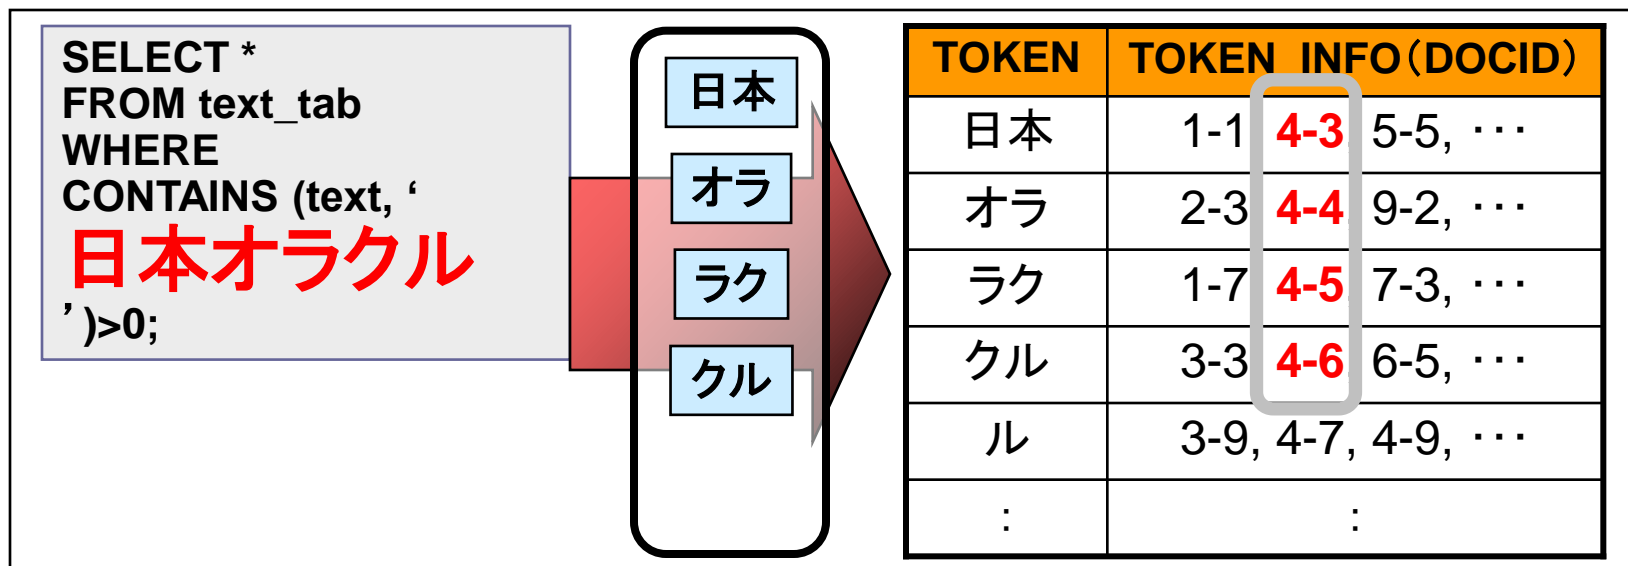 SELECT *
FROM text_tab
WHERE
CONTAINS (text, ‘
日本オラクル
’)>0;
日本
オラ
ラク
クル
TOKEN TOKEN_INFO（DOCID）
日本 1-1, 4-3, 5-5, ・・・
オラ 2-3, 4-4, 9-2, ・・・
ラク 1-7, 4-5, 7-3, ・・・
クル 3-3, 4-6, 6-5, ・・・
ル 3-9, 4-7, 4-9, ・・・
: :